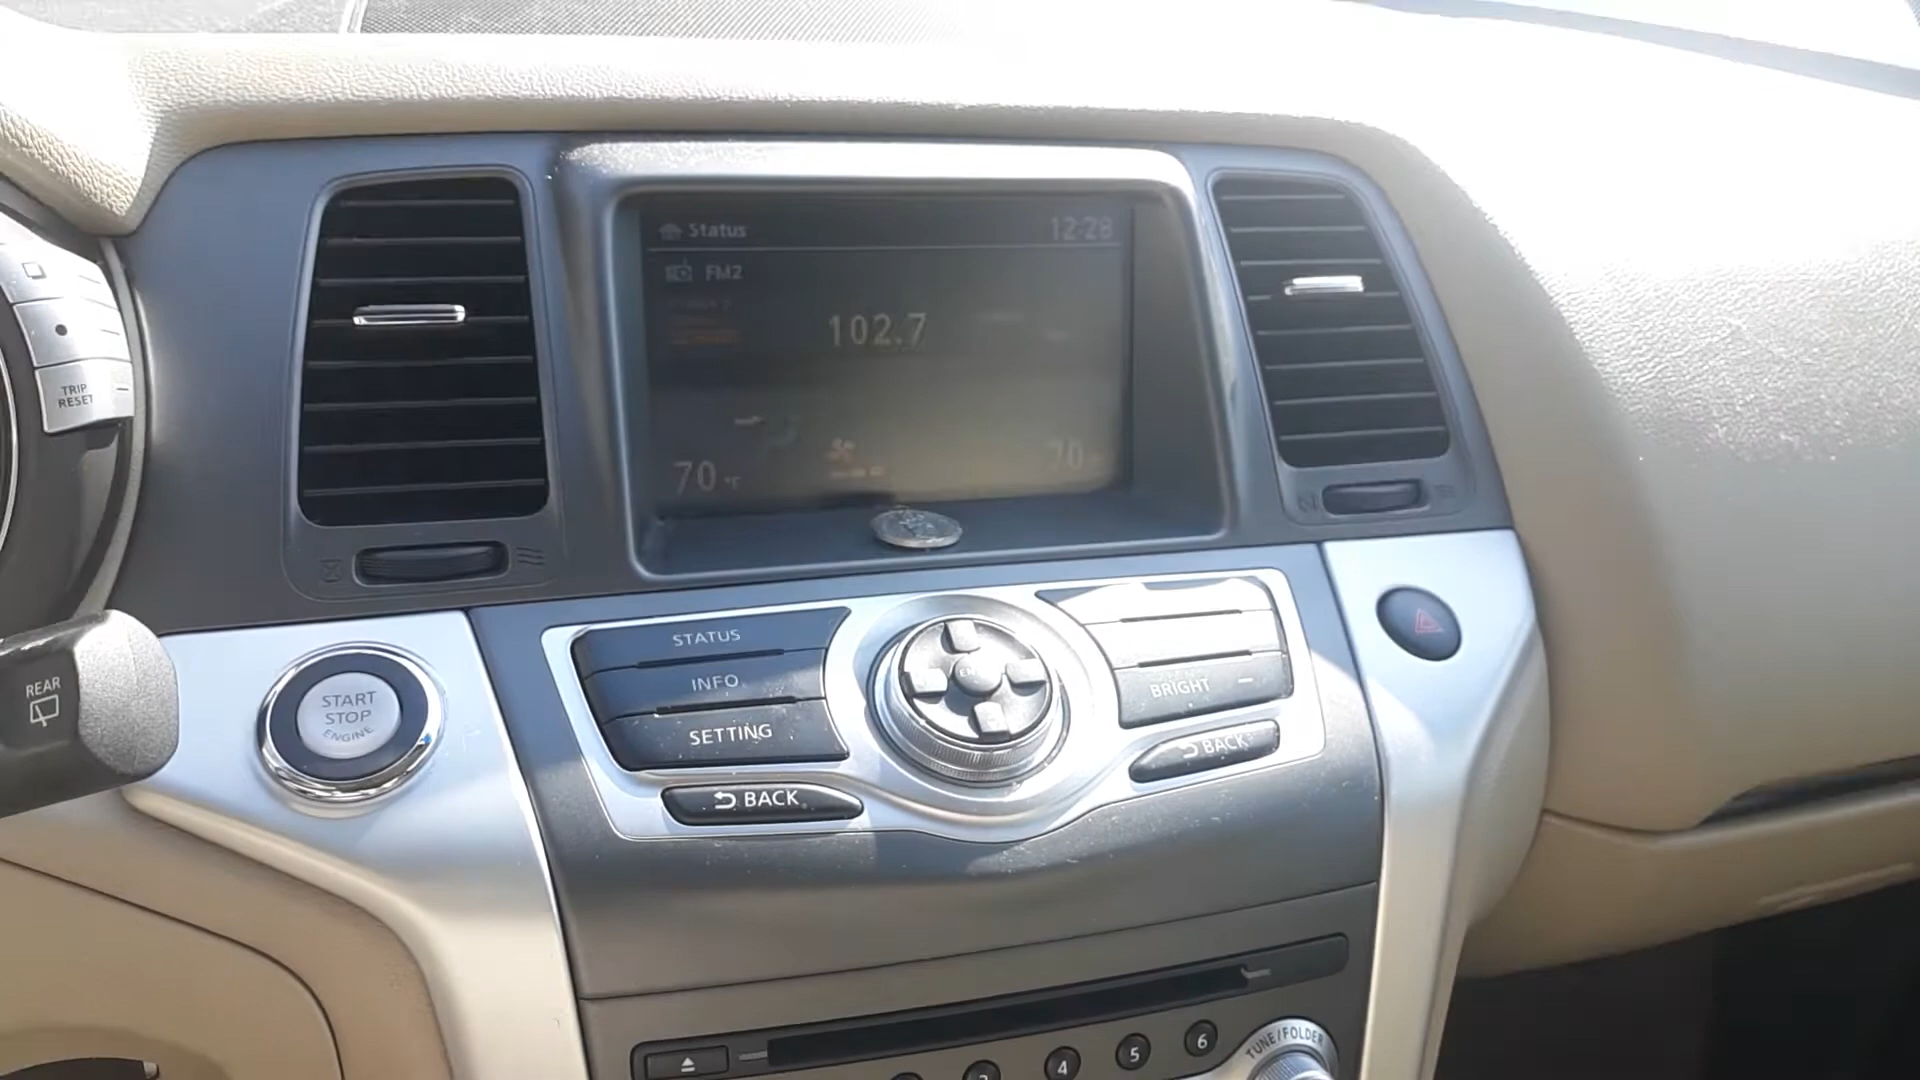 Status 12:28
FM2
102.7
70 °F
70
TRIP
RESET
REAR
START
STOP
ENGINE
STATUS
INFO
SETTING
BACK
BRIGHT -
BACK
4 5 6
TUNE/FOLDER